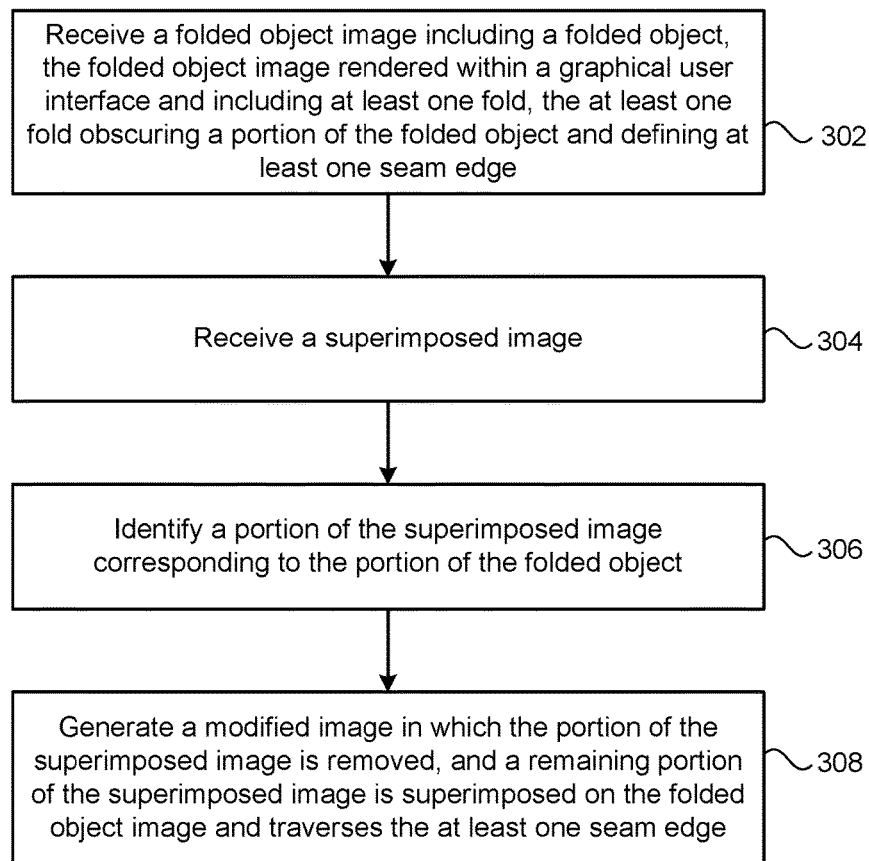 Receive a folded object image including a folded object,
the folded object image rendered within a graphical user
interface and including at least one fold, the at least one
fold obscuring a portion of the folded object and defining at
least one seam edge
302
Receive a superimposed image
304
Identify a portion of the superimposed image
corresponding to the portion of the folded object
306
Generate a modified image in which the portion of the
superimposed image is removed, and a remaining portion
of the superimposed image is superimposed on the folded
object image and traverses the at least one seam edge
308